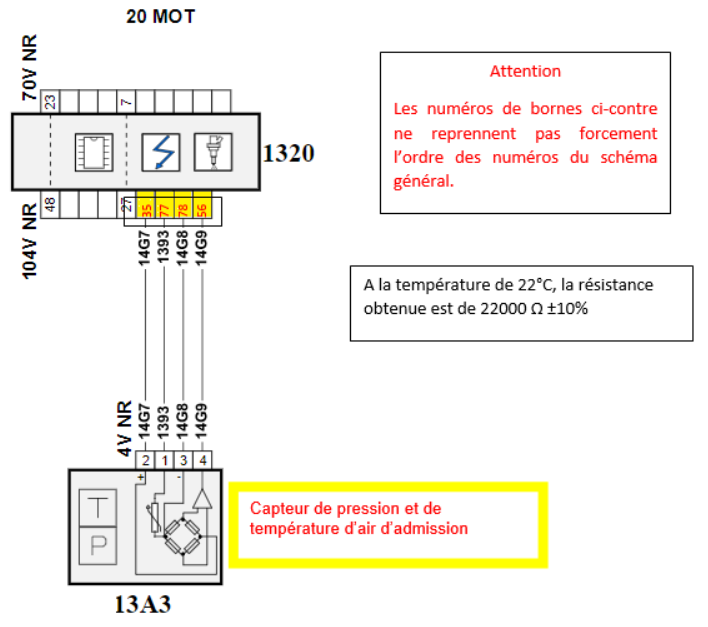 20 MOT
70V NR
23
7
1320
48
27
35
77
78
56
104V NR
14G7
1393
14G8
14G9
Attention
Les numéros de bornes ci-contre
ne reprennent pas forcement
l'ordre des numéros du schéma
général.
A la température de 22°C, la résistance
obtenue est de 22000 Ω ±10%
4V NR
14G7
1393
14G8
14G9
2
1
3
4
+
-
T
P
Capteur de pression et de
température d'air d'admission
13A3